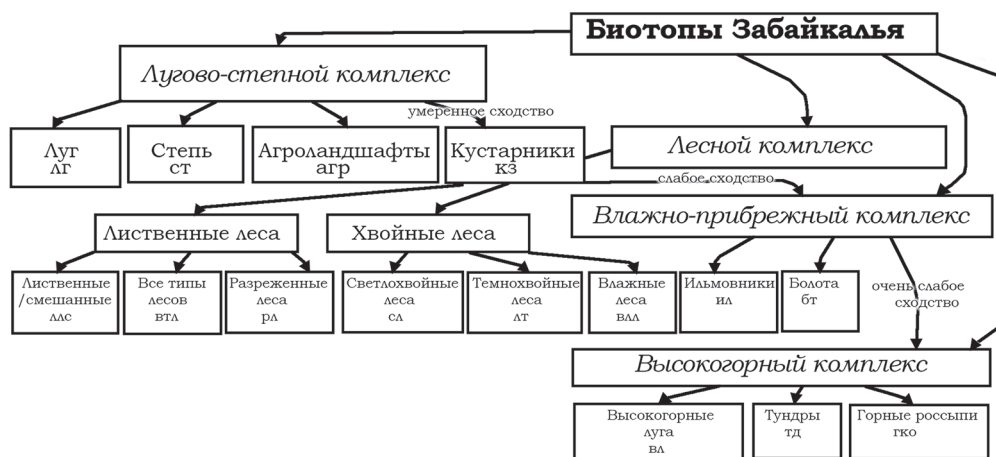 Биотопы Забайкалья
Лугово-степной комплекс
умеренное сходство
Луг
лг
Степь
ст
Агроландшафты
агр
Кустарники
кз
Лесной комплекс
слабое сходство
Влажно-прибрежный комплекс
Лиственные леса
Хвойные леса
Лиственные
/смешанные
ллс
Все типы
лесов
втл
Разреженные
леса
рл
Светлохвойные
леса
сл
Темнохвойные
леса
лт
Влажные
леса
влл
Ильмовники
ил
Болота
бт
очень слабое
сходство
Высокогорный комплекс
Высокогорные
луга
вл
Тундры
тд
Горные россыпи
гко